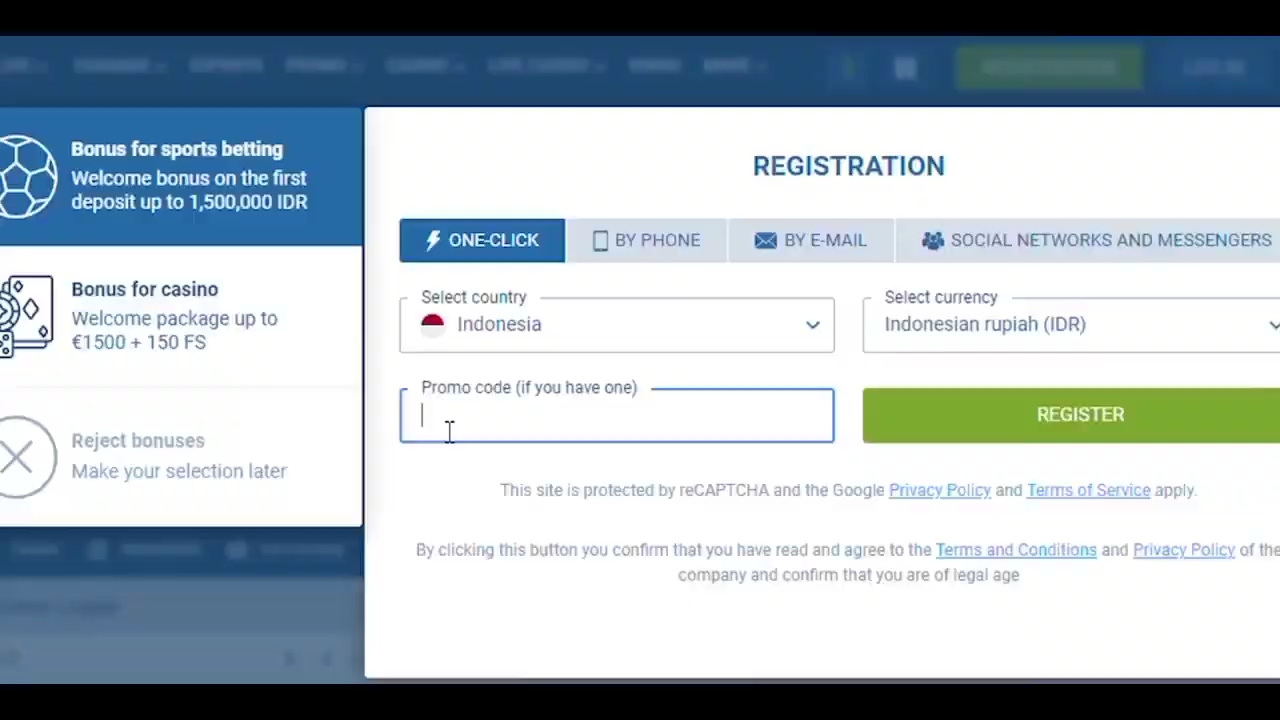 Bonus for sports betting
Welcome bonus on the first
deposit up to 1,500,000 IDR
Bonus for casino
Welcome package up to
€1500 + 150 FS
Reject bonuses
Make your selection later
REGISTRATION
ONE-CLICK
BY PHONE
BY E-MAIL
SOCIAL NETWORKS AND MESSENGERS
Select country
Indonesia
Select currency
Indonesian rupiah (IDR)
Promo code (if you have one)
REGISTER
This site is protected by reCAPTCHA and the Google Privacy Policy and Terms of Service apply.
By clicking this button you confirm that you have read and agree to the Terms and Conditions and Privacy Policy of the
company and confirm that you are of legal age